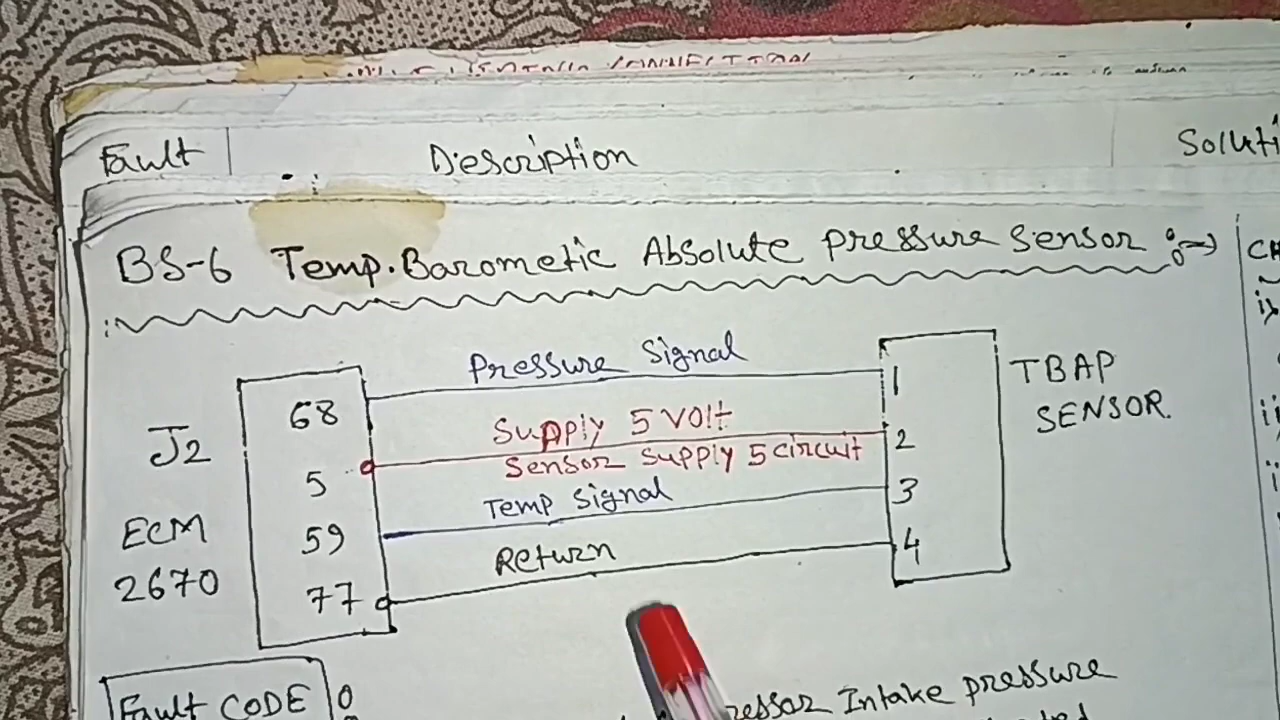 Fault Description Soluti
BS-6 Temp. Barometic Absolute Pressure Sensor
Pressure Signal
68 1
TBAP
SENSOR.
J2
Supply 5 Volt
5 2
Sensor Supply 5 circuit
Temp Signal
ECM 59 3
2670
Return
77 4
Fault CODE
ressor Intake pressure